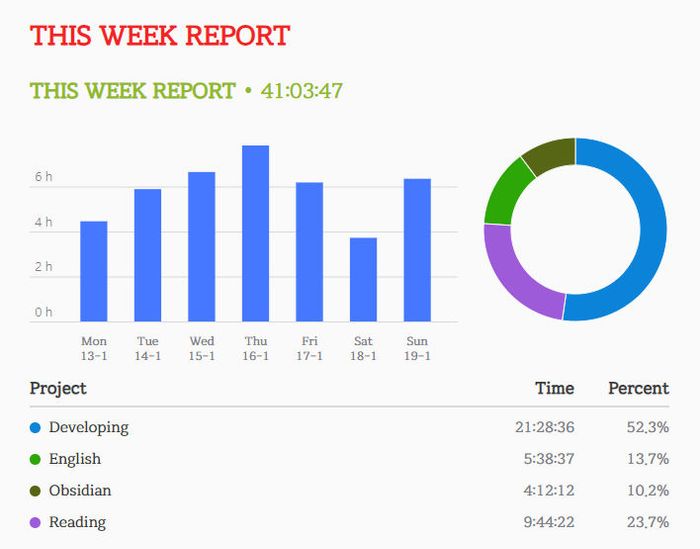 THIS WEEK REPORT
THIS WEEK REPORT • 41:03:47
6 h
4 h
2 h
0 h
Mon Tue Wed Thu Fri Sat Sun
13-1 14-1 15-1 16-1 17-1 18-1 19-1
Project Time Percent
Developing 21:28:36 52,3%
English 5:38:37 13,7%
Obsidian 4:12:12 10,2%
Reading 9:44:22 23,7%